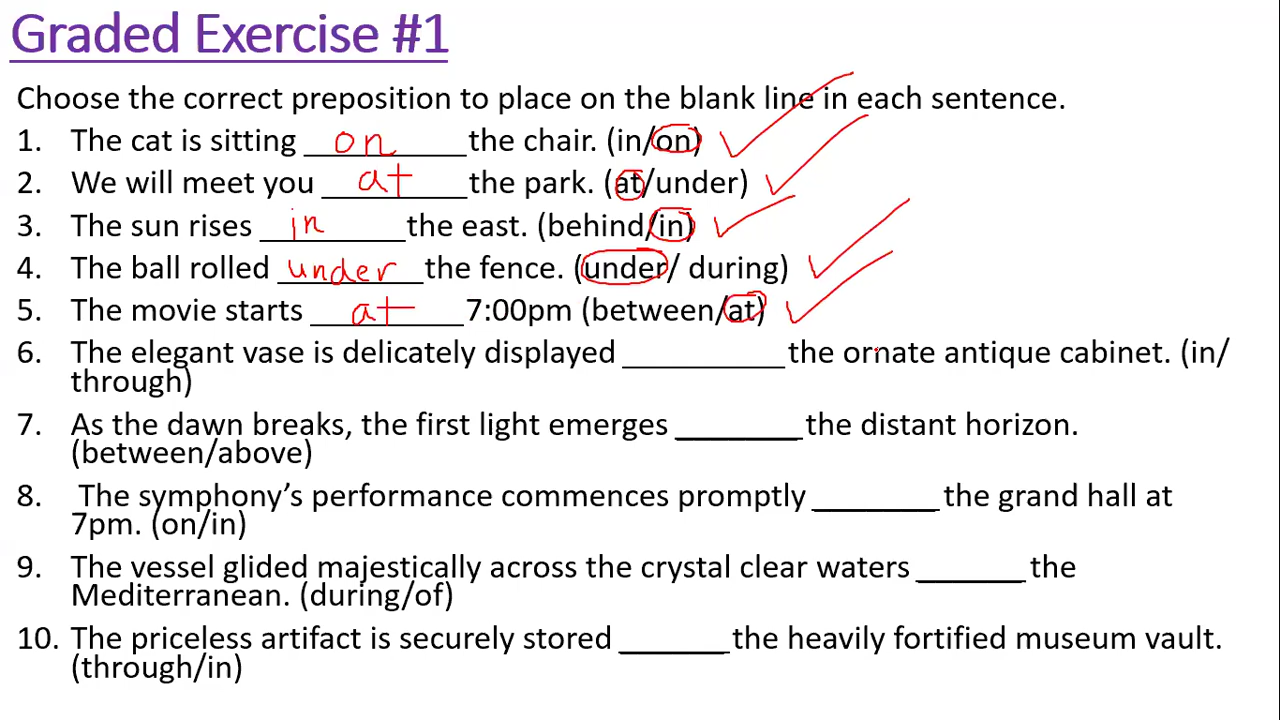 Graded Exercise #1
Choose the correct preposition to place on the blank line in each sentence.
1. The cat is sitting on the chair. (in/on)
2. We will meet you at the park. (at/under)
3. The sun rises in the east. (behind/in)
4. The ball rolled under the fence. (under/ during)
5. The movie starts at 7:00pm (between/at)
6. The elegant vase is delicately displayed __________ the ornate antique cabinet. (in/
through)
7. As the dawn breaks, the first light emerges ________ the distant horizon.
(between/above)
8. The symphony’s performance commences promptly ________ the grand hall at
7pm. (on/in)
9. The vessel glided majestically across the crystal clear waters _______ the
Mediterranean. (during/of)
10. The priceless artifact is securely stored _______ the heavily fortified museum vault.
(through/in)